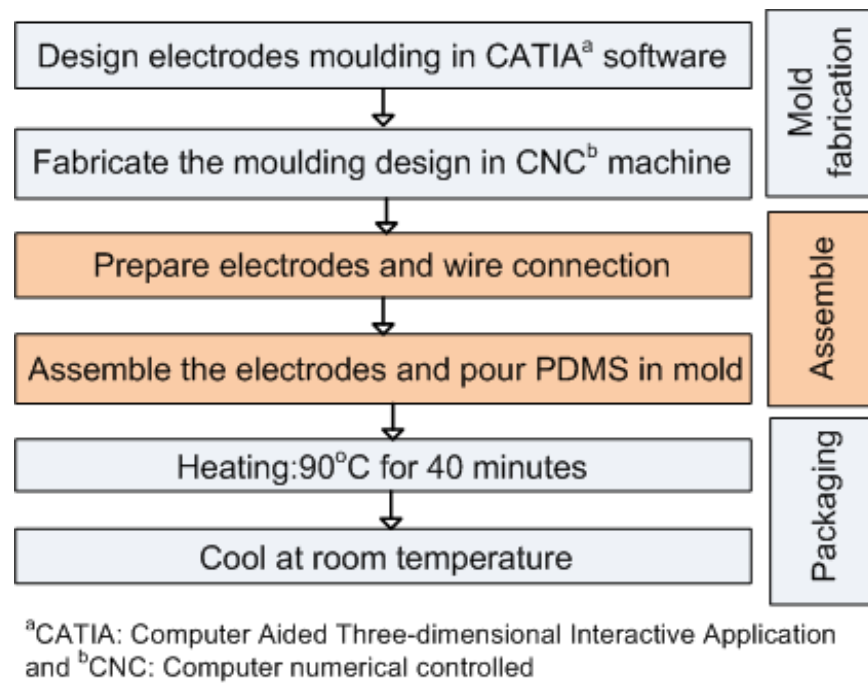 Design electrodes moulding in CATIAᵃ software
Mold
fabrication
Fabricate the moulding design in CNCᵇ machine
Prepare electrodes and wire connection
Assemble
Assemble the electrodes and pour PDMS in mold
Heating:90°C for 40 minutes
Packaging
Cool at room temperature
ᵃCATIA: Computer Aided Three-dimensional Interactive Application
and ᵇCNC: Computer numerical controlled